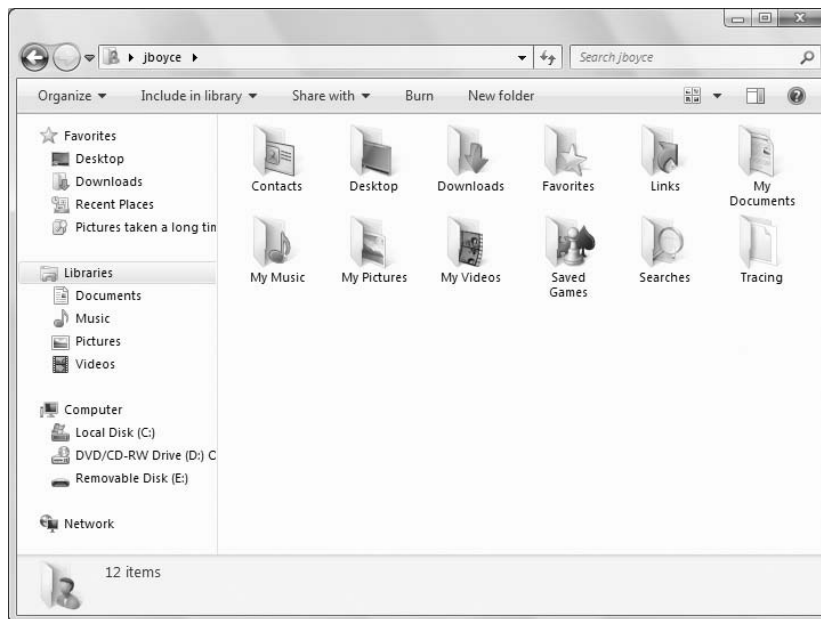 jboyce
Search jboyce
Organize Include in library Share with Burn New folder
Favorites
Desktop
Downloads
Recent Places
Pictures taken a long tim
Libraries
Documents
Music
Pictures
Videos
Computer
Local Disk (C:)
DVD/CD-RW Drive (D:) C
Removable Disk (E:)
Network
Contacts Desktop Downloads Favorites Links My
Documents
My Music My Pictures My Videos Saved
Games Searches Tracing
12 items